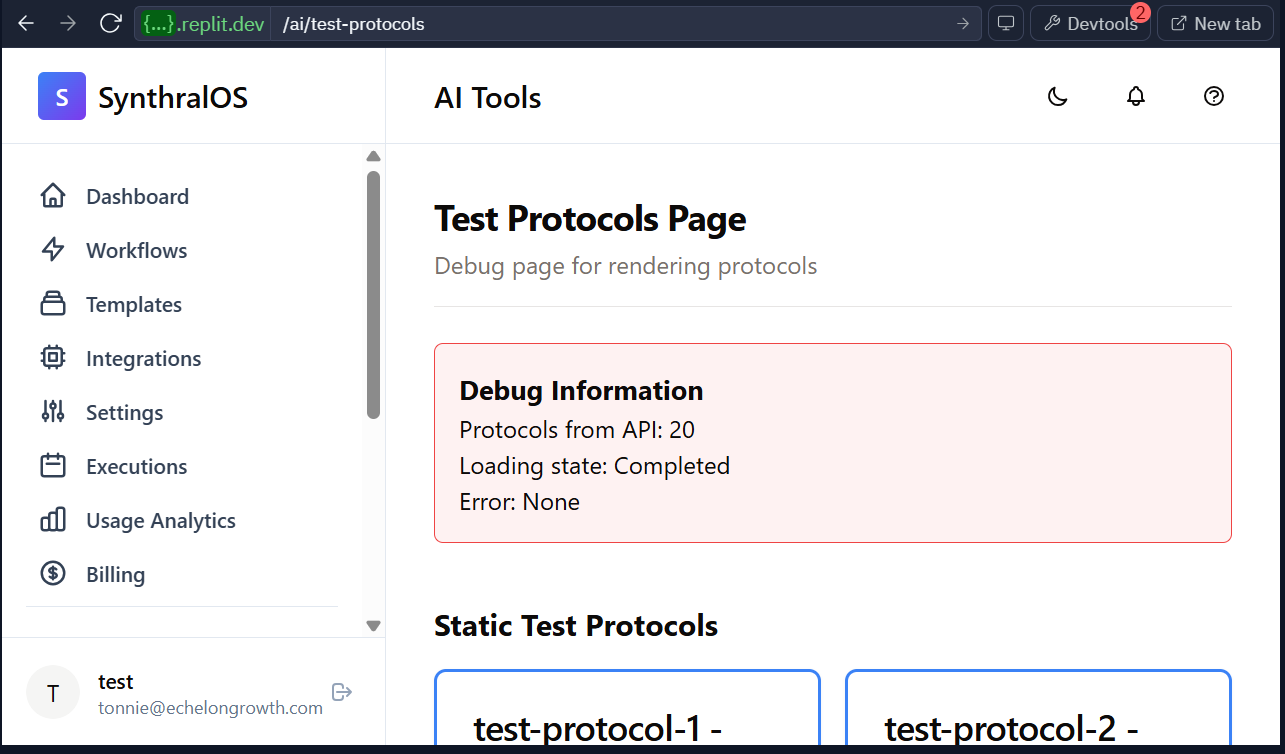 {...}.replit.dev /ai/test-protocols
Devtools 2
New tab
S SynthralOS
AI Tools
Dashboard
Workflows
Templates
Integrations
Settings
Executions
Usage Analytics
Billing
T
test
tonnie@echelongrowth.com
Test Protocols Page
Debug page for rendering protocols
Debug Information
Protocols from API: 20
Loading state: Completed
Error: None
Static Test Protocols
test-protocol-1 -
test-protocol-2 -